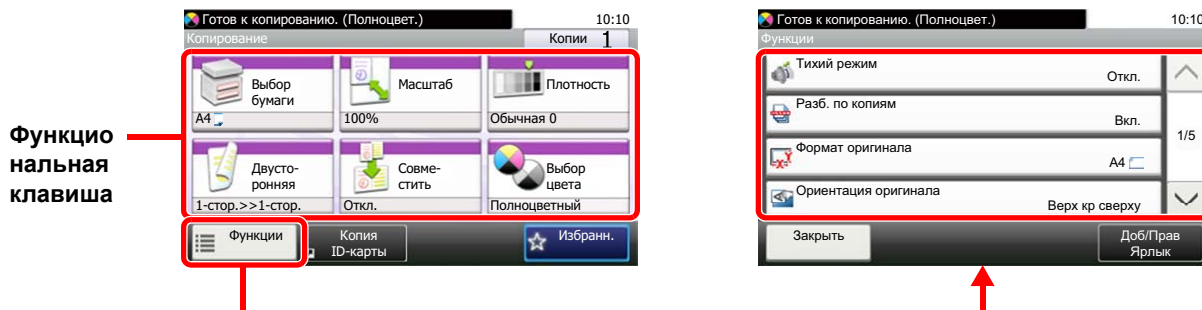 Функцио
нальная
клавиша
Готов к копированию. (Полноцвет.) 10:10
Копирование Копии 1
Выбор
бумаги
A4
Масштаб
100%
Плотность
Обычная 0
Двусто-
ронняя
1-стор.>>1-стор.
Совме-
стить
Откл.
Выбор
цвета
Полноцветный
Функции
Копия
ID-карты
Избранн.
Готов к копированию. (Полноцвет.) 10:10
Функции
Тихий режим
Откл.
Разб. по копиям
Вкл.
Формат оригинала
A4
Ориентация оригинала
Верх кр сверху
1/5
Закрыть
Доб/Прав
Ярлык